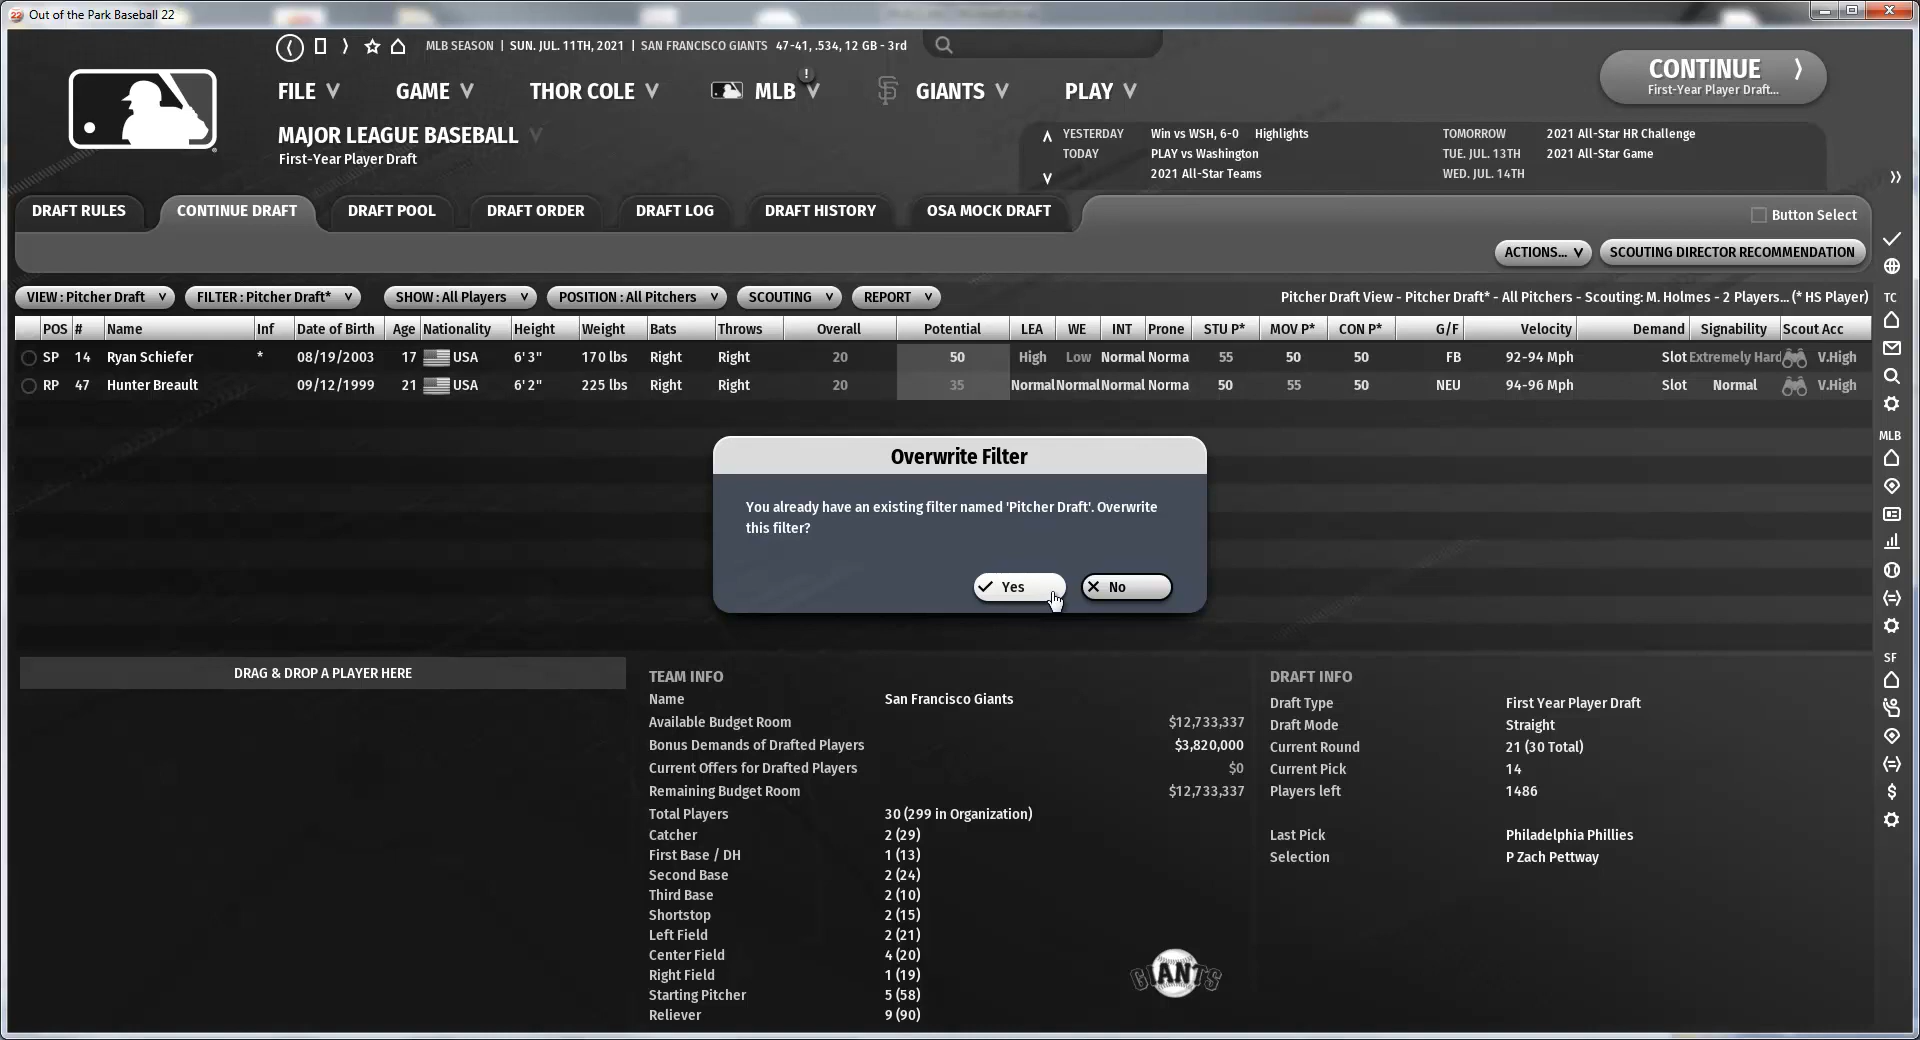 Out of the Park Baseball 22
MLB SEASON | SUN. JUL. 11TH, 2021 | SAN FRANCISCO GIANTS 47-41, .534, 12 GB - 3rd
FILE GAME THOR COLE MLB ! GIANTS PLAY
CONTINUE
First-Year Player Draft...
MAJOR LEAGUE BASEBALL
First-Year Player Draft
YESTERDAY Win vs WSH, 6-0 Highlights TOMORROW 2021 All-Star HR Challenge
TODAY PLAY vs Washington TUE. JUL. 13TH 2021 All-Star Game
2021 All-Star Teams WED. JUL. 14TH
DRAFT RULES CONTINUE DRAFT DRAFT POOL DRAFT ORDER DRAFT LOG DRAFT HISTORY OSA MOCK DRAFT
Button Select
ACTIONS... SCOUTING DIRECTOR RECOMMENDATION
VIEW : Pitcher Draft FILTER : Pitcher Draft* SHOW : All Players POSITION : All Pitchers SCOUTING REPORT Pitcher Draft View - Pitcher Draft* - All Pitchers - Scouting: M. Holmes - 2 Players... (* HS Player)
POS # Name Inf Date of Birth Age Nationality Height Weight Bats Throws Overall Potential LEA WE INT Prone STU P* MOV P* CON P* G/F Velocity Demand Signability Scout Acc
SP 14 Ryan Schiefer * 08/19/2003 17 USA 6' 3" 170 lbs Right Right 20 50 High Low Normal Norma 55 50 50 FB 92-94 Mph Slot Extremely Hard V.High
RP 47 Hunter Breault 09/12/1999 21 USA 6' 2" 225 lbs Right Right 20 35 Normal Normal Normal Norma 50 55 50 NEU 94-96 Mph Slot Normal V.High
Overwrite Filter
You already have an existing filter named 'Pitcher Draft'. Overwrite
this filter?
Yes No
DRAG & DROP A PLAYER HERE
TEAM INFO
Name San Francisco Giants
Available Budget Room $12,733,337
Bonus Demands of Drafted Players $3,820,000
Current Offers for Drafted Players $0
Remaining Budget Room $12,733,337
Total Players 30 (299 in Organization)
Catcher 2 (29)
First Base / DH 1 (13)
Second Base 2 (24)
Third Base 2 (10)
Shortstop 2 (15)
Left Field 2 (21)
Center Field 4 (20)
Right Field 1 (19)
Starting Pitcher 5 (58)
Reliever 9 (90)
GIANTS
DRAFT INFO
Draft Type First Year Player Draft
Draft Mode Straight
Current Round 21 (30 Total)
Current Pick 14
Players left 1486
Last Pick Philadelphia Phillies
Selection P Zach Pettway
TC
MLB
SF
$